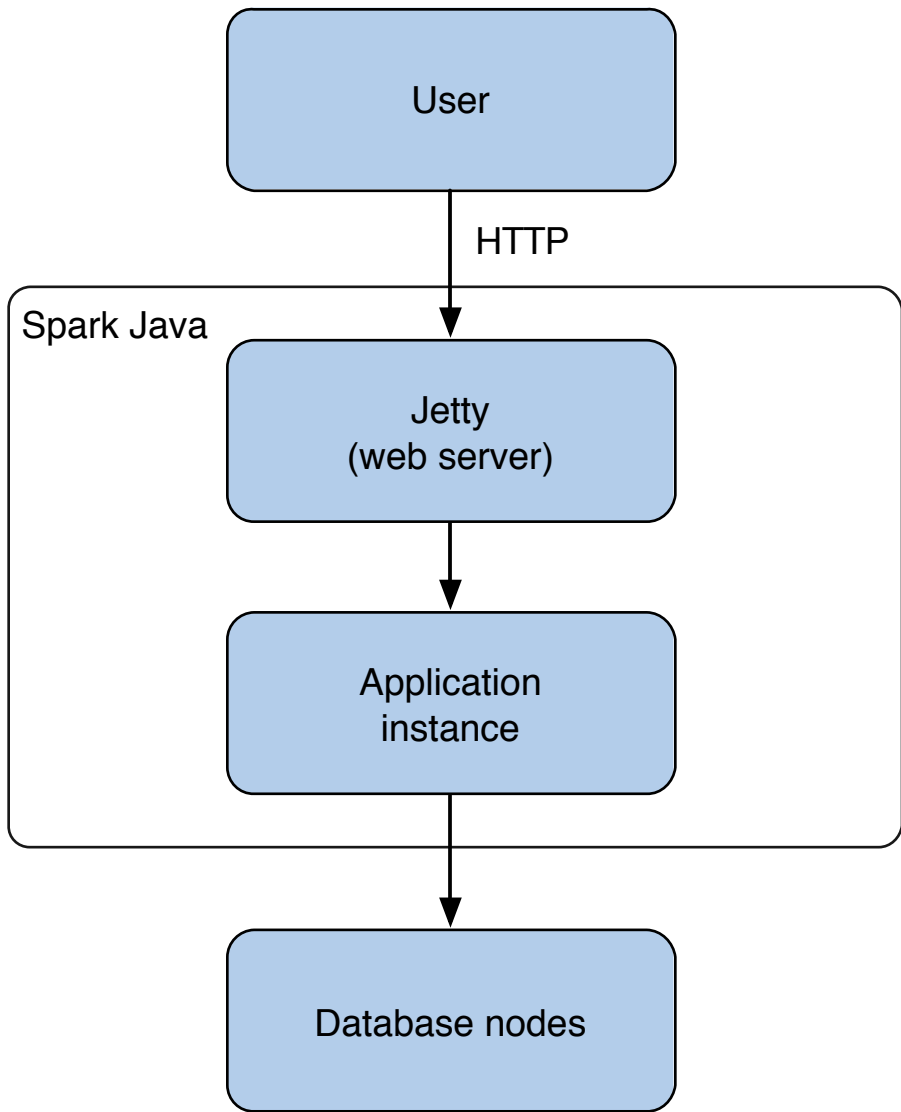 User
HTTP
Spark Java
Jetty
(web server)
Application
instance
Database nodes